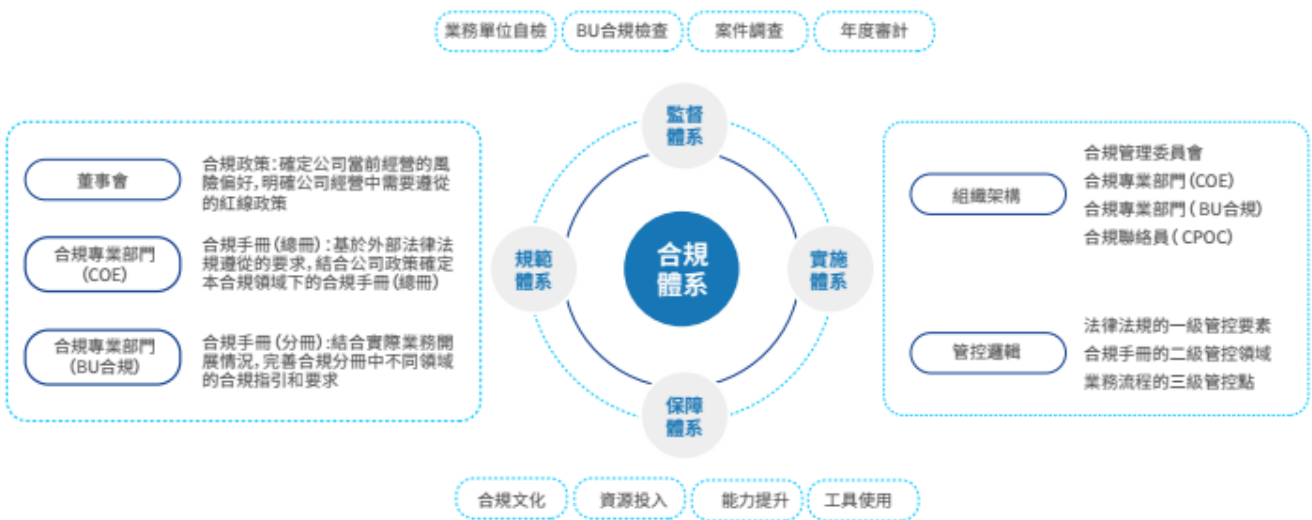 業務單位自檢
BU合規檢查
案件調查
年度審計
監督
體系
董事會
合規政策：確定公司當前經營的風
險偏好，明確公司經營中需要遵從
的紅線政策
合規專業部門
(COE)
合規手冊（總冊）：基於外部法律法
規遵從的要求，結合公司政策確定
本合規領域下的合規手冊（總冊）
合規專業部門
(BU合規)
合規手冊（分冊）：結合實際業務開
展情況，完善合規分冊中不同領域
的合規指引和要求
規範
體系
合規
體系
實施
體系
組織架構
合規管理委員會
合規專業部門（COE）
合規專業部門（ BU合規）
合規聯絡員（ CPOC）
管控邏輯
法律法規的一級管控要素
合規手冊的二級管控領域
業務流程的三級管控點
保障
體系
合規文化
資源投入
能力提升
工具使用